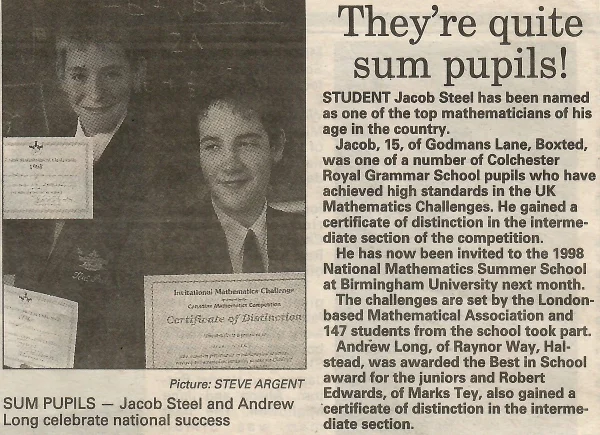 They're quite
sum pupils!
STUDENT Jacob Steel has been named
as one of the top mathematicians of
his age in the country.
Jacob, 15, of Godmans Lane, Boxted,
was one of a number of Colchester
Royal Grammar School pupils who have
achieved high standards in the UK
Mathematics Challenges. He gained a
certificate of distinction in the interme-
diate section of the competition.
He has now been invited to the 1998
National Mathematics Summer School
at Birmingham University next month.
The challenges are set by the London-
based Mathematical Association and
147 students from the school took part.
Andrew Long, of Raynor Way, Hal-
stead, was awarded the Best in School
award for the juniors and Robert
Edwards, of Marks Tey, also gained a
certificate of distinction in the interme-
diate section.
Invitational Mathematics Challenge
Canadian Mathematics Competition
Certificate of Distinction
Picture: STEVE ARGENT
SUM PUPILS — Jacob Steel and Andrew
Long celebrate national success